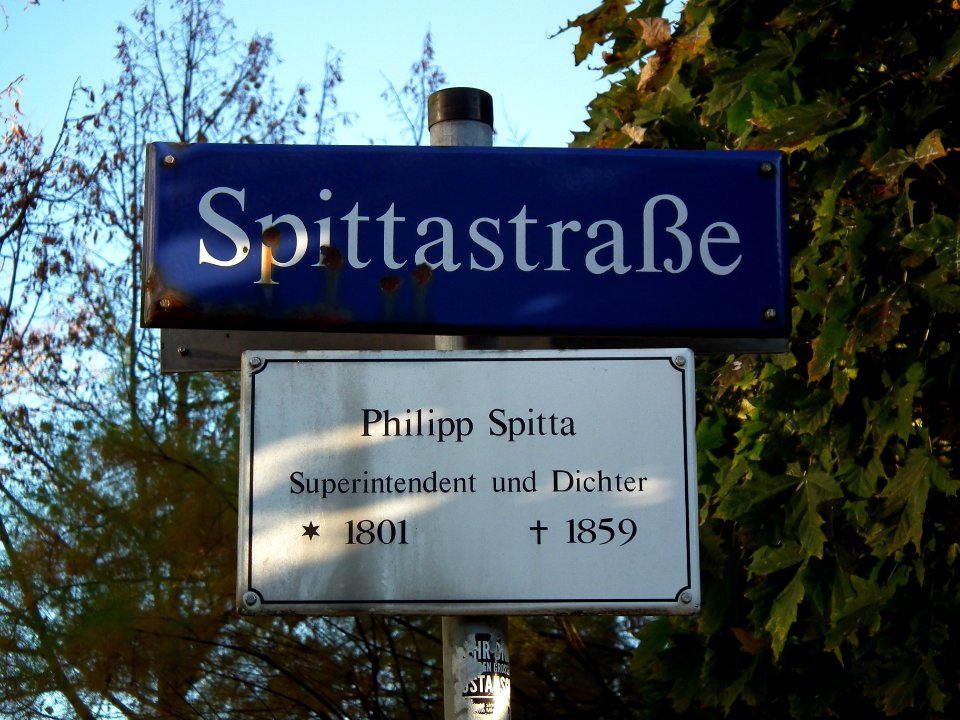 Spittastraße
Philipp Spitta
Superintendent und Dichter
* 1801 † 1859